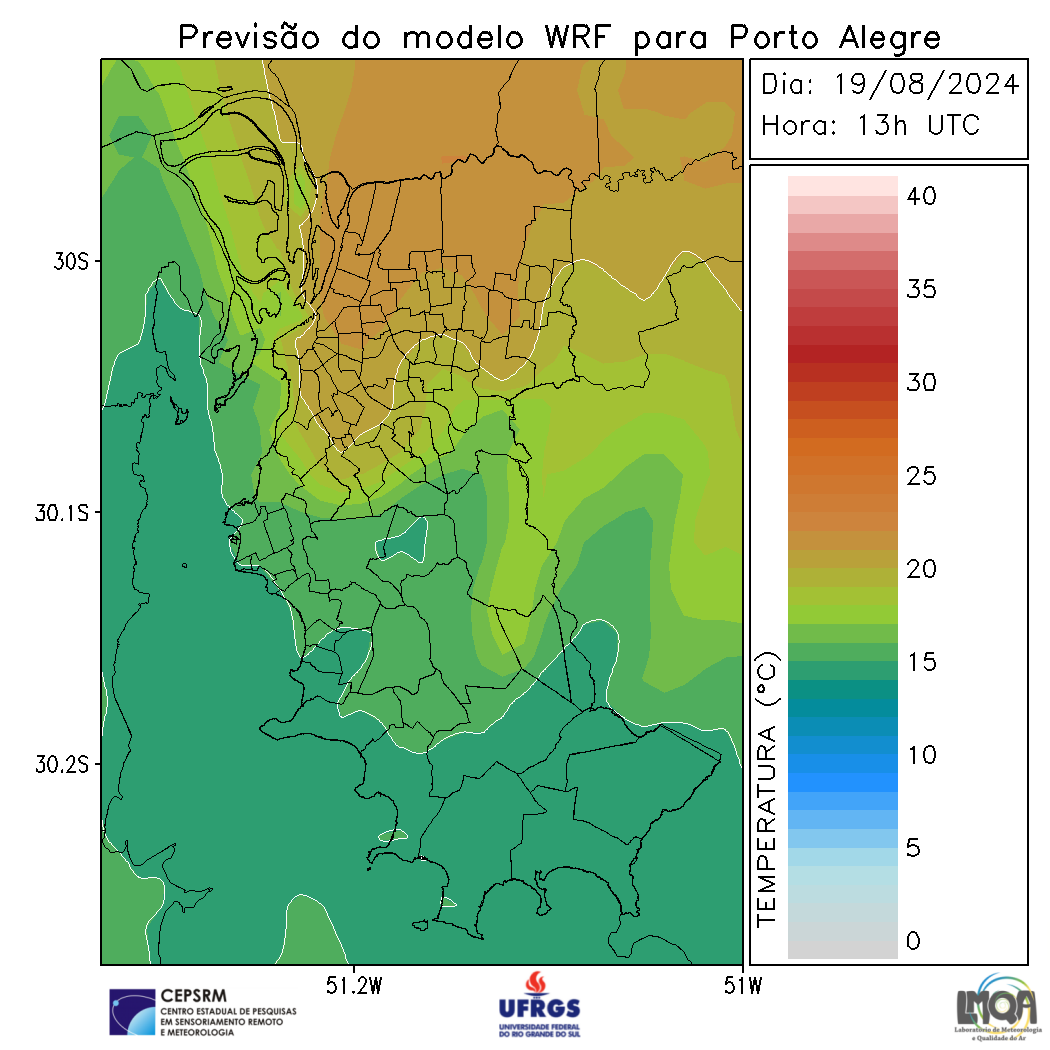 Previsão do modelo WRF para Porto Alegre
Dia: 19/08/2024
Hora: 13h UTC
40
35
30
25
20
15
10
5
0
TEMPERATURA (°C)
30S
30.1S
30.2S
51.2W
51W
CEPSRM
CENTRO ESTADUAL DE PESQUISAS
EM SENSORIAMENTO REMOTO
E METEOROLOGIA
UFRGS
UNIVERSIDADE FEDERAL
DO RIO GRANDE DO SUL
LMQA
Laboratório de Meteorologia
e Qualidade do Ar